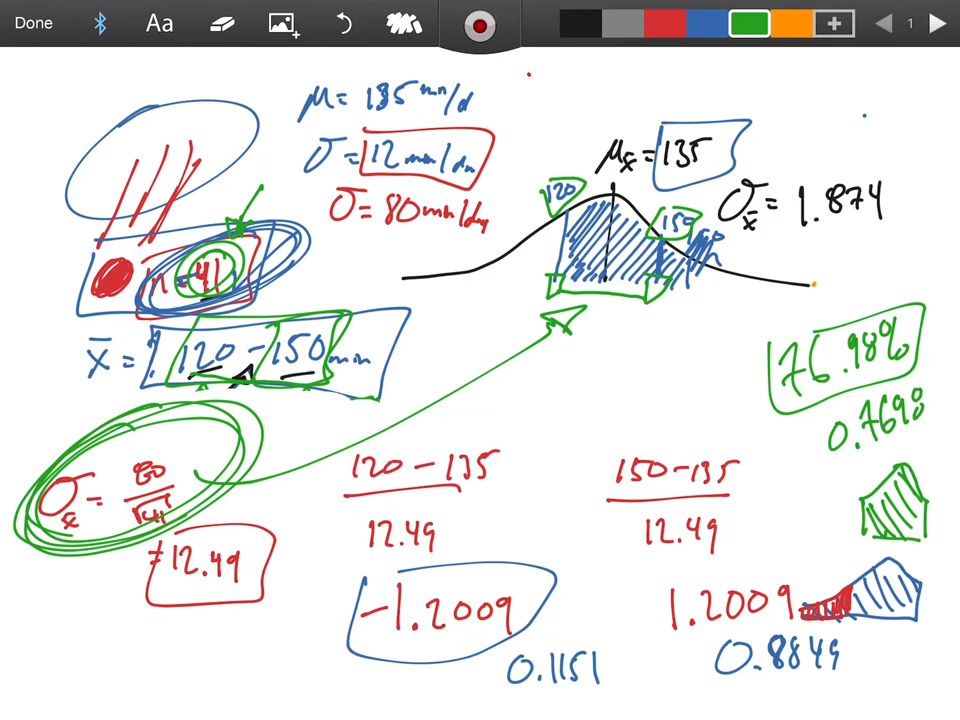 Done
Aa
1
μ = 135 min/d
σ = 12 min/day
σ = 80 min/day
n = 41
x̄ = 120 - 150 min
μx̄ = 135
σx̄ = 1.874
120
150
76.98%
0.7698
σx̄ = 80/√41
= 12.49
120 - 135
12.49
-1.2009
0.1151
150 - 135
12.49
1.2009
0.8849